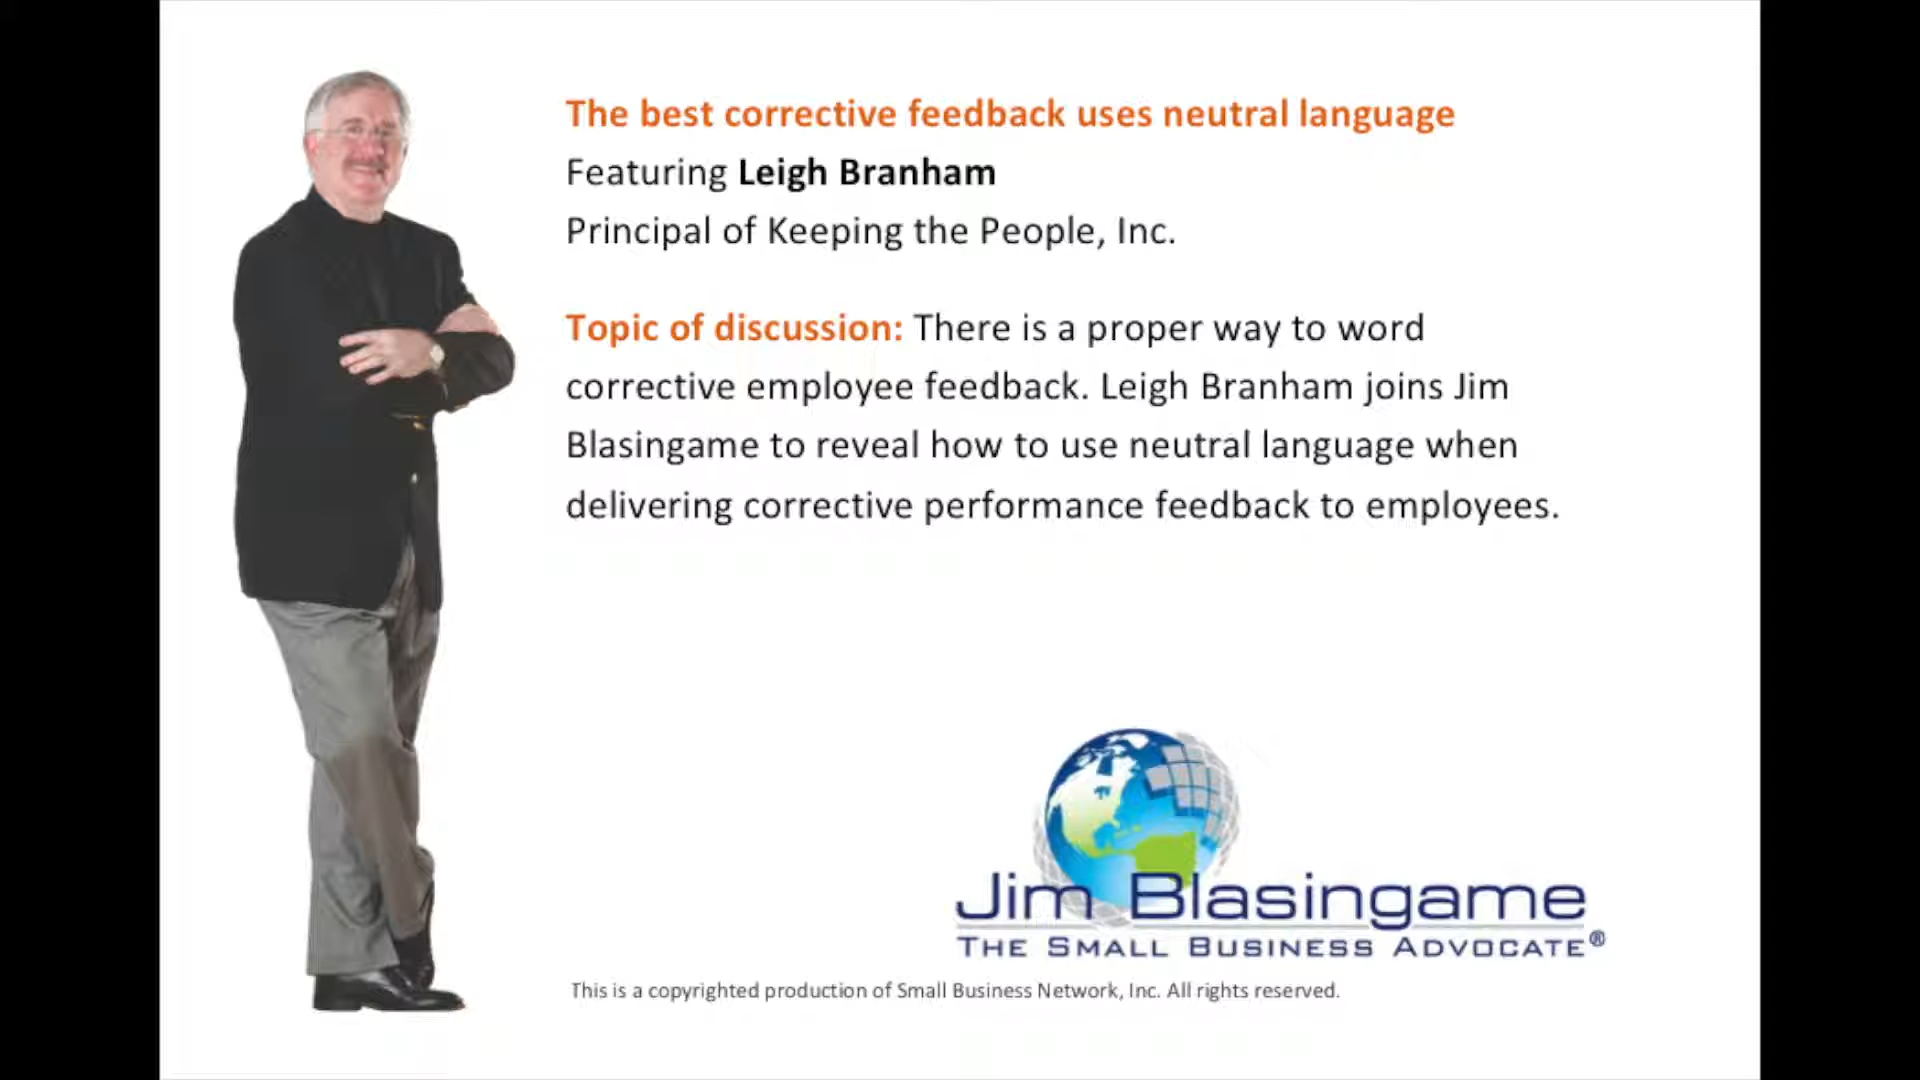 The best corrective feedback uses neutral language
Featuring Leigh Branham
Principal of Keeping the People, Inc.
Topic of discussion: There is a proper way to word
corrective employee feedback. Leigh Branham joins Jim
Blasingame to reveal how to use neutral language when
delivering corrective performance feedback to employees.
Jim Blasingame
THE SMALL BUSINESS ADVOCATE®
This is a copyrighted production of Small Business Network, Inc. All rights reserved.